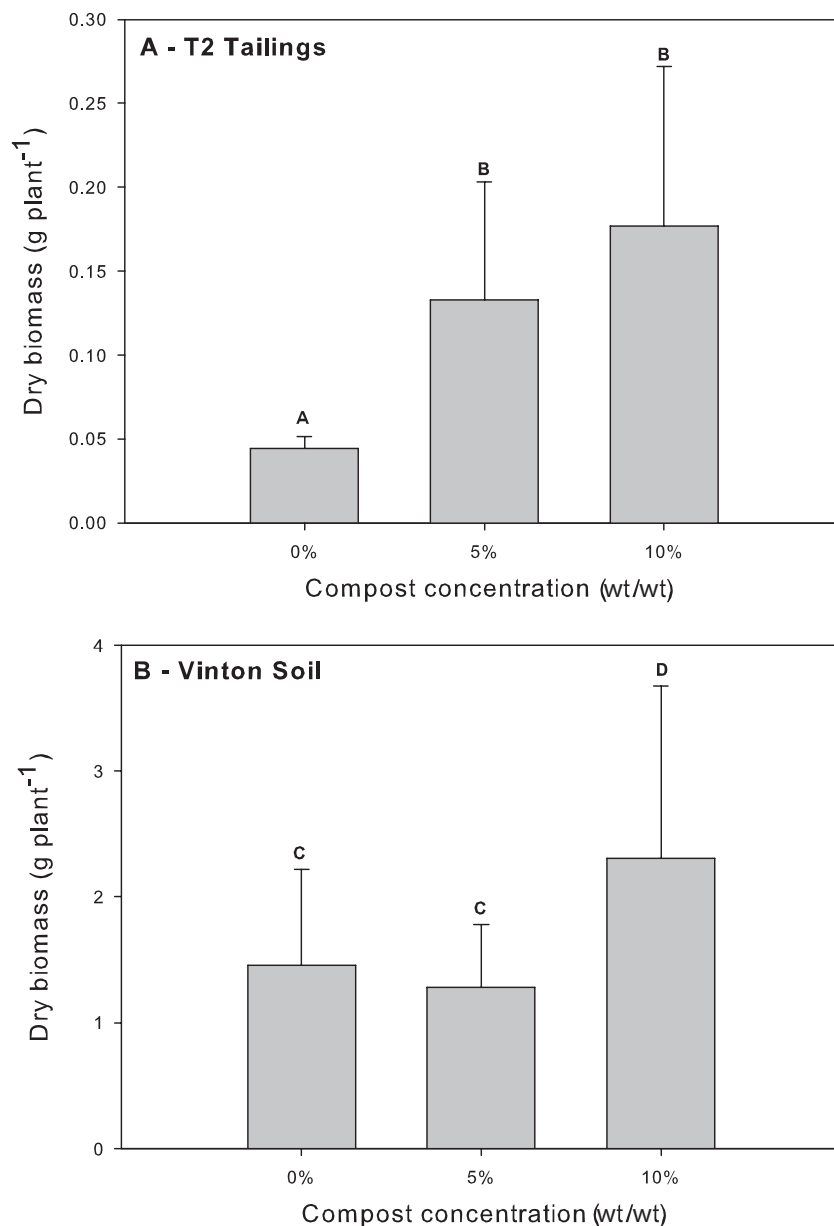 A - T2 Tailings
Dry biomass (g plant-1)
0.30
0.25
0.20
0.15
0.10
0.05
0.00
A
B
B
0%
5%
10%
Compost concentration (wt/wt)
B - Vinton Soil
Dry biomass (g plant-1)
4
3
2
1
0
C
C
D
0%
5%
10%
Compost concentration (wt/wt)